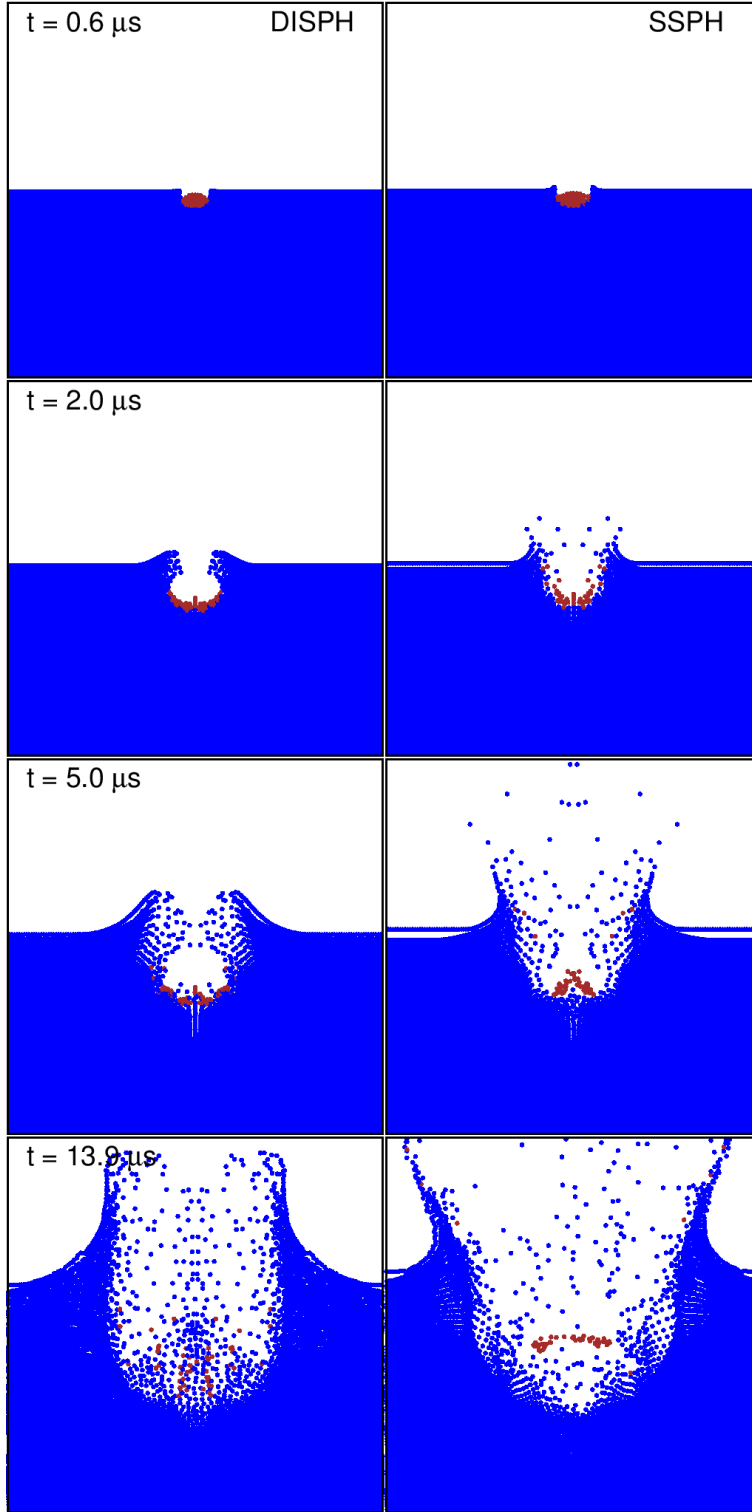 t = 0.6 μs DISPH SSPH
t = 2.0 μs
t = 5.0 μs
t = 13.9 μs